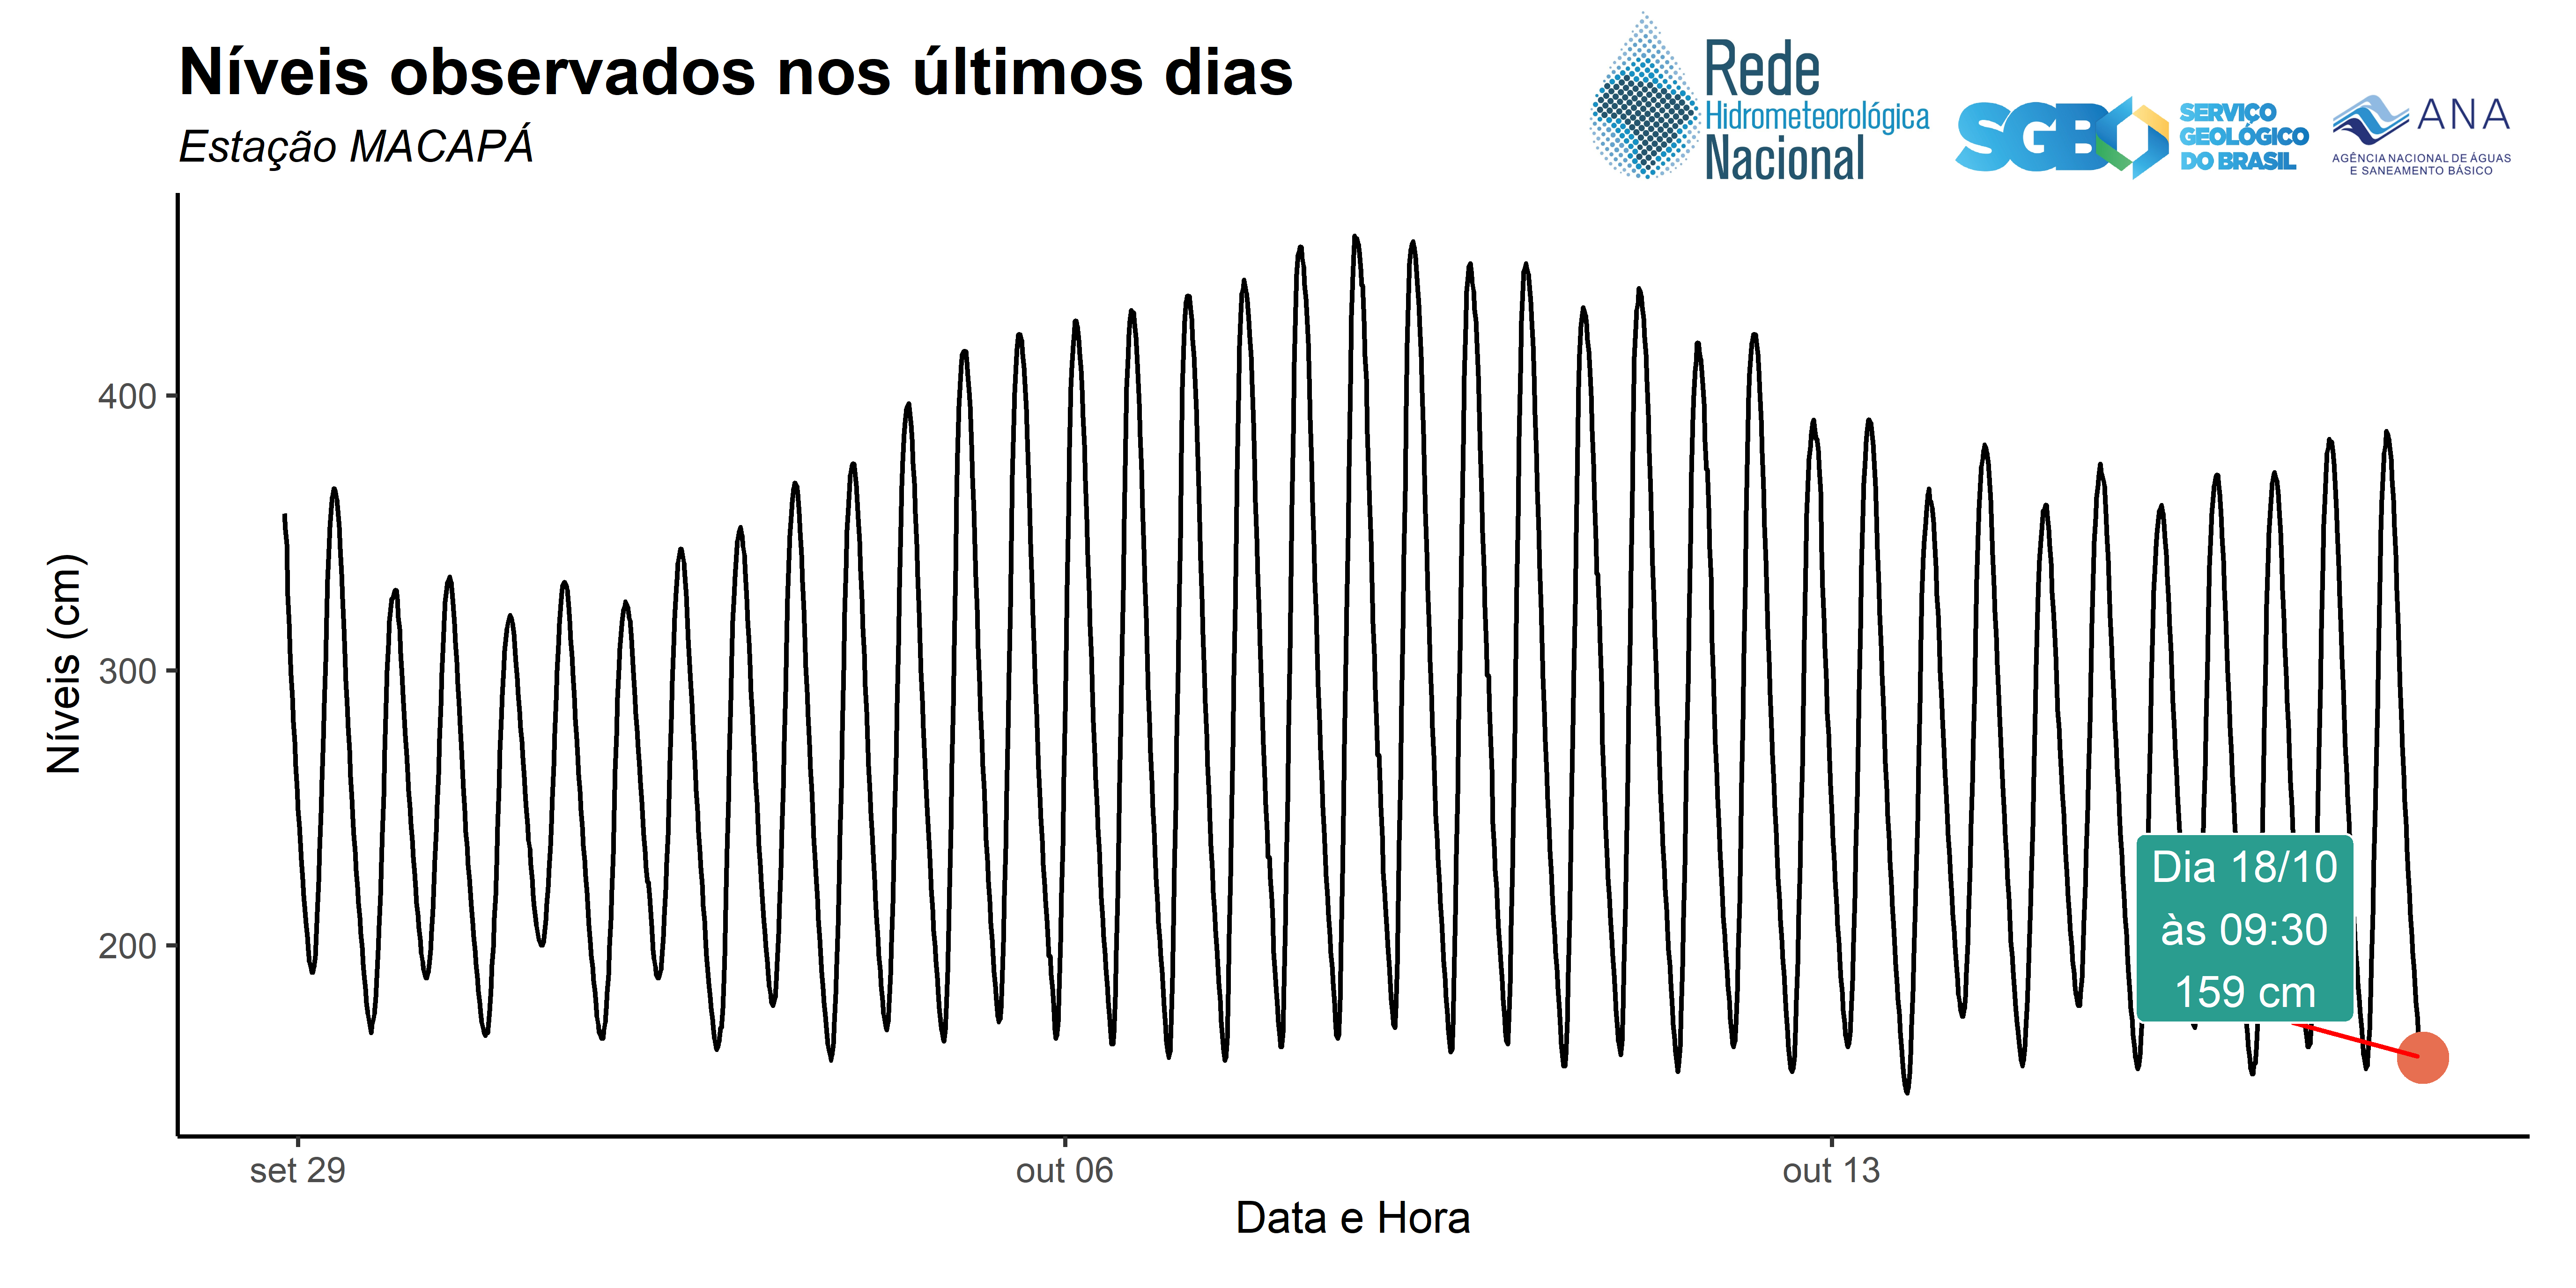 Níveis observados nos últimos dias
Estação MACAPÁ
Rede
Hidrometeorológica
Nacional
SGB
SERVIÇO
GEOLÓGICO
DO BRASIL
ANA
AGÊNCIA NACIONAL DE ÁGUAS
E SANEAMENTO BÁSICO
Níveis (cm)
400
300
200
Dia 18/10
às 09:30
159 cm
set 29
out 06
out 13
Data e Hora